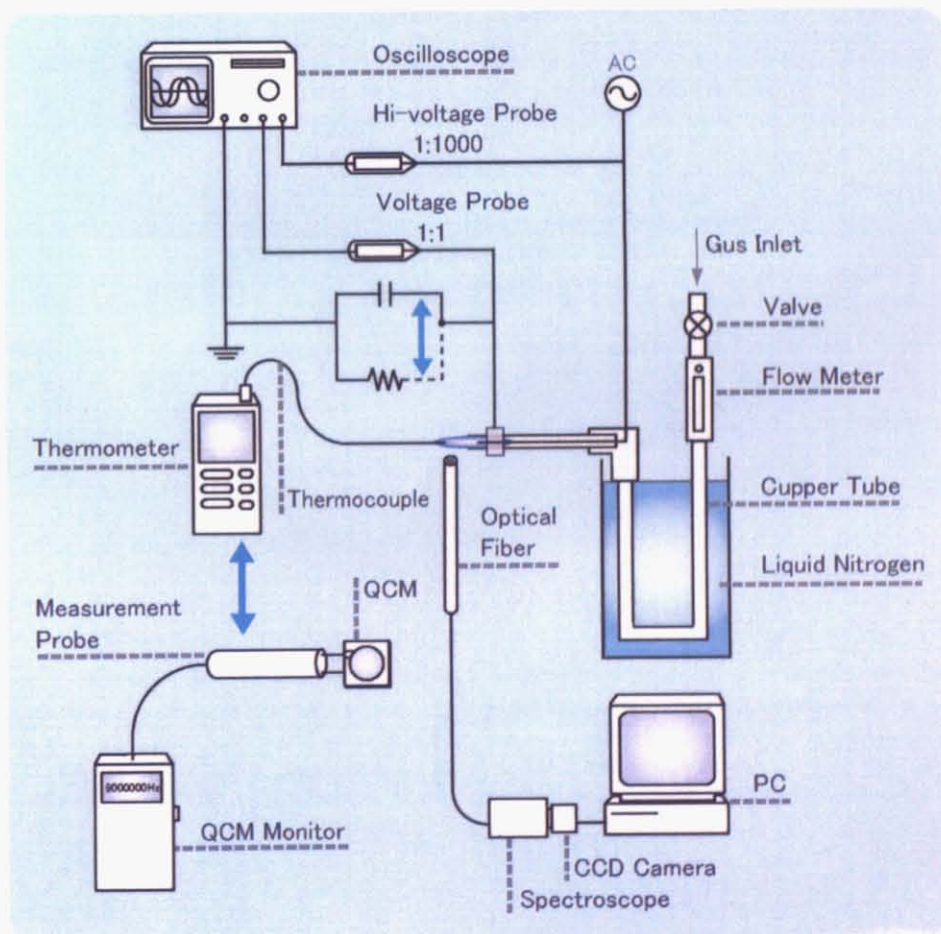 Oscilloscope
AC
Hi-voltage Probe
1:1000
Voltage Probe
1:1
Gus Inlet
Valve
Flow Meter
Thermometer
Thermocouple
Optical
Fiber
Cupper Tube
Liquid Nitrogen
Measurement
Probe
QCM
9000000Hz
QCM Monitor
PC
CCD Camera
Spectroscope